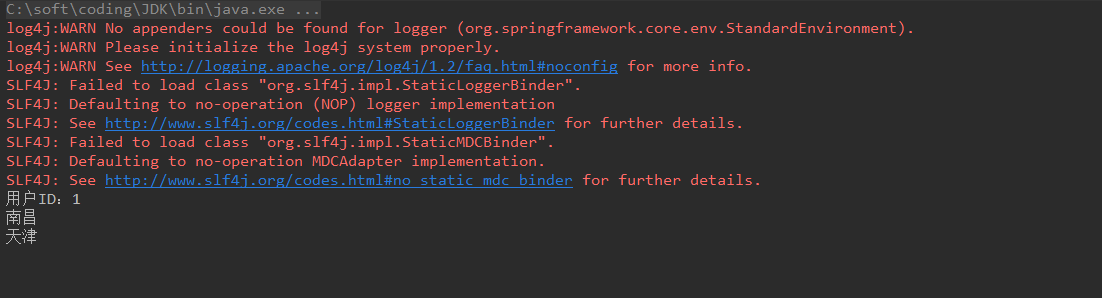 C:\soft\coding\JDK\bin\java.exe ...
log4j:WARN No appenders could be found for logger (org.springframework.core.env.StandardEnvironment).
log4j:WARN Please initialize the log4j system properly.
log4j:WARN See http://logging.apache.org/log4j/1.2/faq.html#noconfig for more info.
SLF4J: Failed to load class "org.slf4j.impl.StaticLoggerBinder".
SLF4J: Defaulting to no-operation (NOP) logger implementation
SLF4J: See http://www.slf4j.org/codes.html#StaticLoggerBinder for further details.
SLF4J: Failed to load class "org.slf4j.impl.StaticMDCBinder".
SLF4J: Defaulting to no-operation MDCAdapter implementation.
SLF4J: See http://www.slf4j.org/codes.html#no_static_mdc_binder for further details.
用户ID：1
南昌
天津